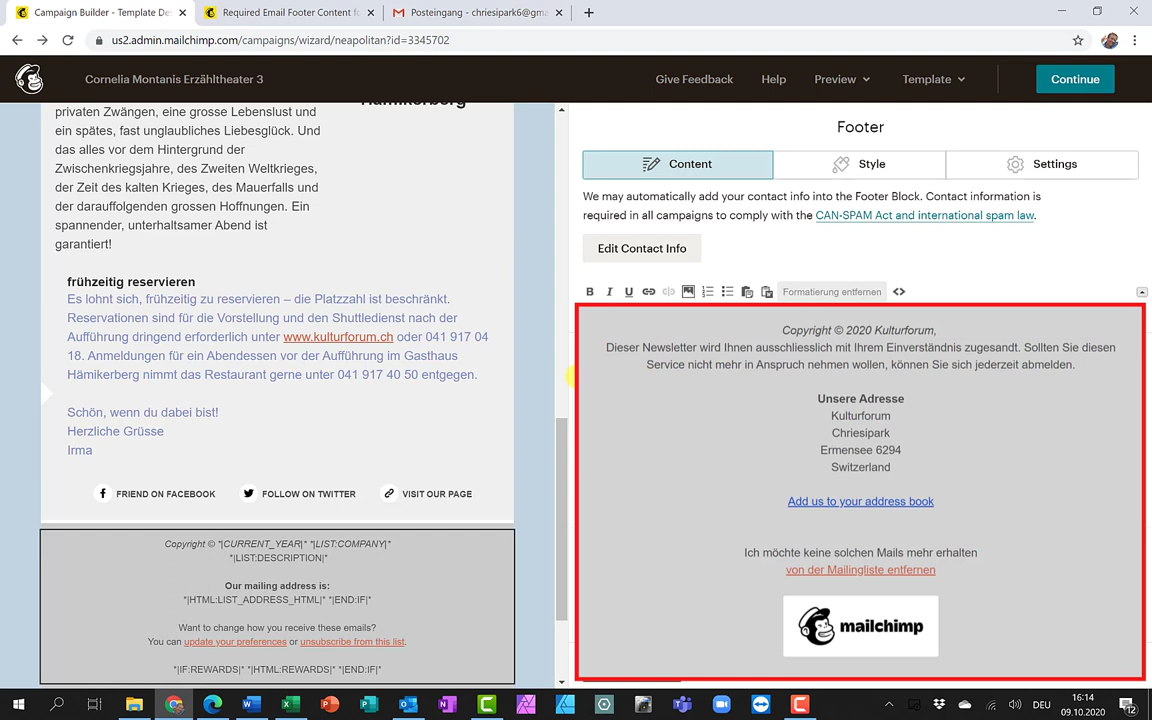 Campaign Builder - Template De
Required Email Footer Content fo
Posteingang - chriesipark6@gma
us2.admin.mailchimp.com/campaigns/wizard/neapolitan?id=3345702
Cornelia Montanis Erzähltheater 3
Give Feedback
Help
Preview
Template
Continue
privaten Zwängen, eine grosse Lebenslust und
ein spätes, fast unglaubliches Liebesglück. Und
das alles vor dem Hintergrund der
Zwischenkriegsjahre, des Zweiten Weltkrieges,
der Zeit des kalten Krieges, des Mauerfalls und
der darauffolgenden grossen Hoffnungen. Ein
spannender, unterhaltsamer Abend ist
garantiert!
Hämikerberg
frühzeitig reservieren
Es lohnt sich, frühzeitig zu reservieren – die Platzzahl ist beschränkt.
Reservationen sind für die Vorstellung und den Shuttledienst nach der
Aufführung dringend erforderlich unter www.kulturforum.ch oder 041 917 04
18. Anmeldungen für ein Abendessen vor der Aufführung im Gasthaus
Hämikerberg nimmt das Restaurant gerne unter 041 917 40 50 entgegen.
Schön, wenn du dabei bist!
Herzliche Grüsse
Irma
FRIEND ON FACEBOOK
FOLLOW ON TWITTER
VISIT OUR PAGE
Copyright © *|CURRENT_YEAR|* *|LIST:COMPANY|*
*|LIST:DESCRIPTION|*
Our mailing address is:
*|HTML:LIST_ADDRESS_HTML|* *|END:IF|*
Want to change how you receive these emails?
You can update your preferences or unsubscribe from this list.
*|IF:REWARDS|* *|HTML:REWARDS|* *|END:IF|*
Footer
Content
Style
Settings
We may automatically add your contact info into the Footer Block. Contact information is
required in all campaigns to comply with the CAN-SPAM Act and international spam law.
Edit Contact Info
B I U
Formatierung entfernen
Copyright © 2020 Kulturforum,
Dieser Newsletter wird Ihnen ausschliesslich mit Ihrem Einverständnis zugesandt. Sollten Sie diesen
Service nicht mehr in Anspruch nehmen wollen, können Sie sich jederzeit abmelden.
Unsere Adresse
Kulturforum
Chriesipark
Ermensee 6294
Switzerland
Add us to your address book
Ich möchte keine solchen Mails mehr erhalten
von der Mailingliste entfernen
mailchimp
DEU
16:14
09.10.2020
12